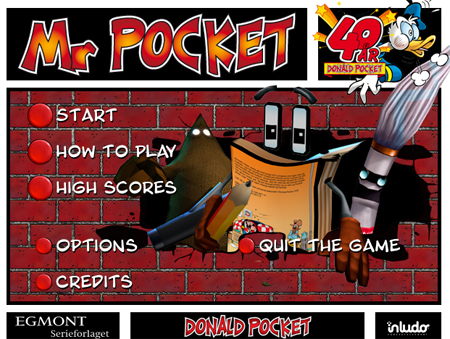 Mr POCKET
40
ÅR
DONALD POCKET
START
HOW TO PLAY
HIGH SCORES
OPTIONS
QUIT THE GAME
CREDITS
EGMONT
Serieforlaget
DONALD POCKET
inludo